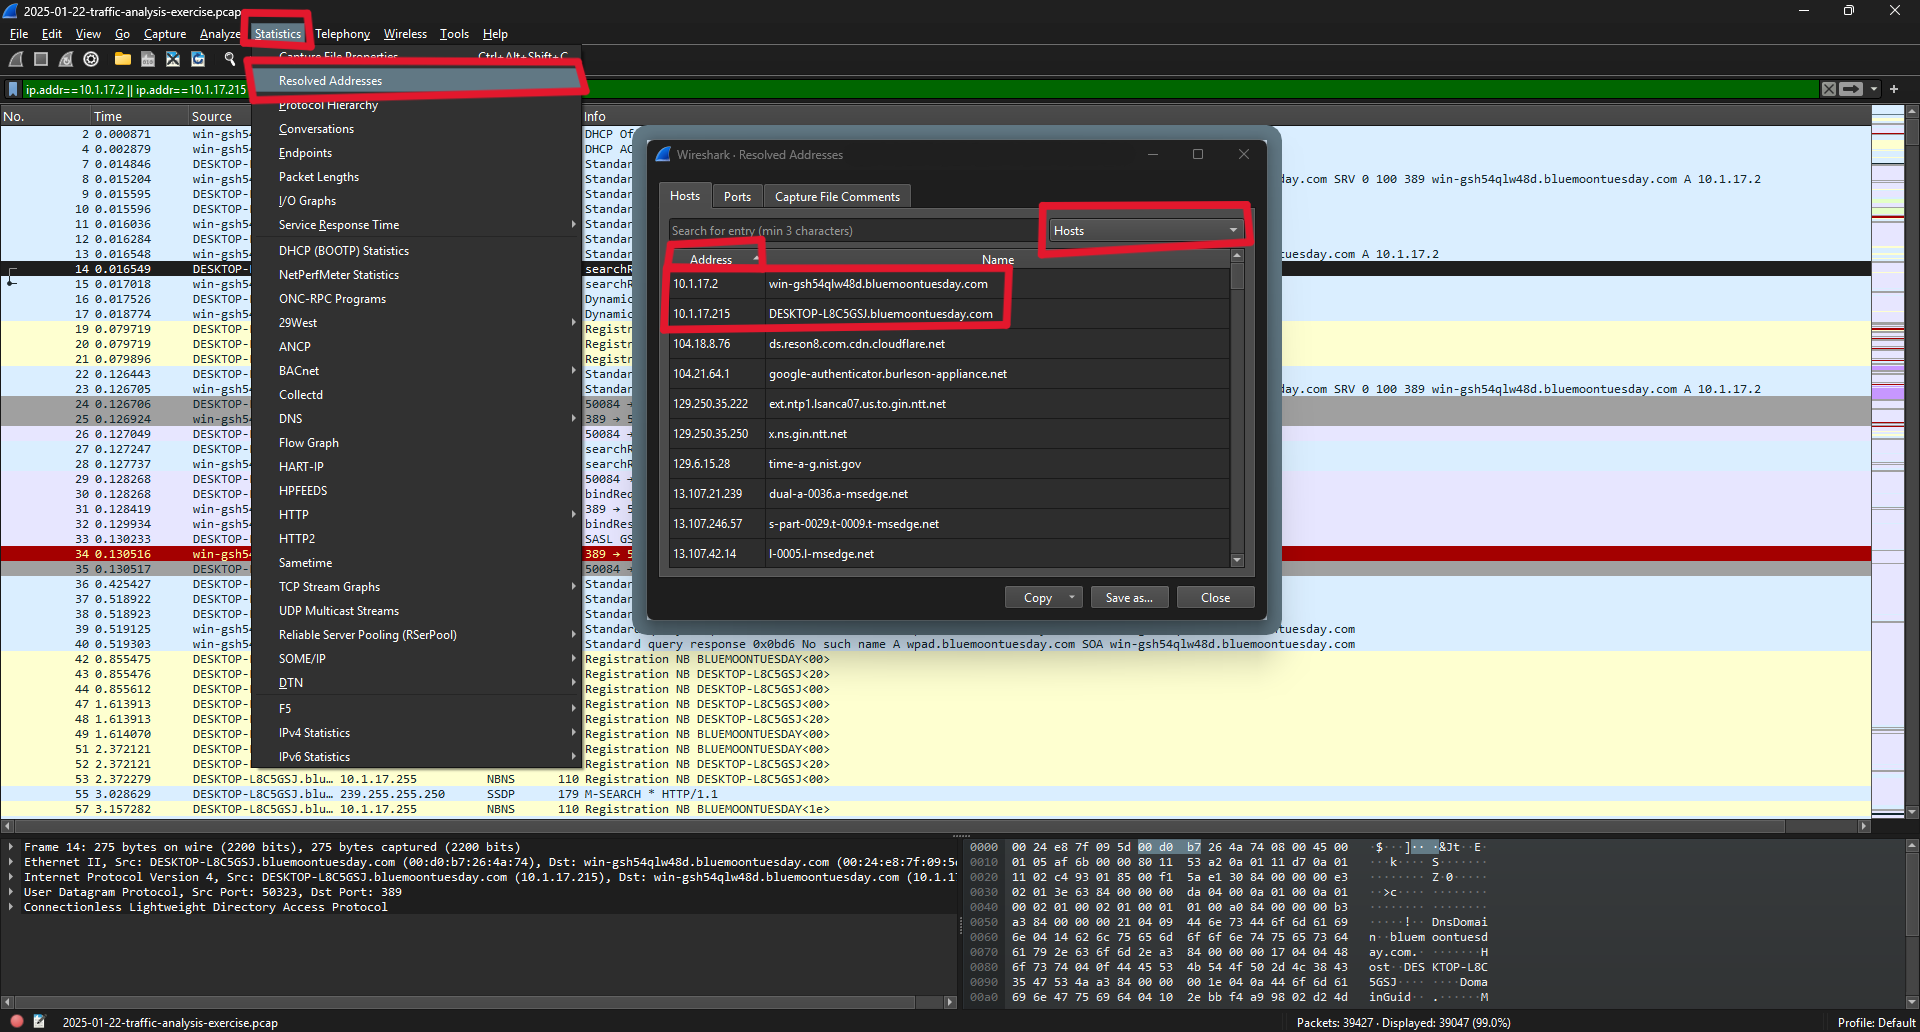 2025-01-22-traffic-analysis-exercise.pcap
File Edit View Go Capture Analyze Statistics Telephony Wireless Tools Help
ip.addr==10.1.17.2 || ip.addr==10.1.17.215
Capture File Properties Ctrl+Alt+Shift+C
Resolved Addresses
Protocol Hierarchy
Conversations
Endpoints
Packet Lengths
I/O Graphs
Service Response Time
DHCP (BOOTP) Statistics
NetPerfMeter Statistics
ONC-RPC Programs
29West
ANCP
BACnet
Collectd
DNS
Flow Graph
HART-IP
HPFEEDS
HTTP
HTTP2
Sametime
TCP Stream Graphs
UDP Multicast Streams
Reliable Server Pooling (RSerPool)
SOME/IP
DTN
F5
IPv4 Statistics
IPv6 Statistics
Wireshark · Resolved Addresses
Hosts Ports Capture File Comments
Search for entry (min 3 characters) Hosts
Address Name
10.1.17.2 win-gsh54qlw48d.bluemoontuesday.com
10.1.17.215 DESKTOP-L8C5GSJ.bluemoontuesday.com
104.18.8.76 ds.reson8.com.cdn.cloudflare.net
104.21.64.1 google-authenticator.burleson-appliance.net
129.250.35.222 ext.ntp1.lsanca07.us.to.gin.ntt.net
129.250.35.250 x.ns.gin.ntt.net
129.6.15.28 time-a-g.nist.gov
13.107.21.239 dual-a-0036.a-msedge.net
13.107.246.57 s-part-0029.t-0009.t-msedge.net
13.107.42.14 l-0005.l-msedge.net
Copy Save as... Close
No. Time Source Info
2 0.000871 win-gsh54 DHCP Of
4 0.002879 win-gsh54 DHCP AC
7 0.014846 DESKTOP-L Standar
8 0.015204 win-gsh54 Standar ay.com SRV 0 100 389 win-gsh54qlw48d.bluemoontuesday.com A 10.1.17.2
9 0.015595 DESKTOP-L Standar
10 0.015596 DESKTOP-L Standar
11 0.016036 win-gsh54 Standar
12 0.016284 DESKTOP-L Standar
13 0.016548 win-gsh54 Standar uesday.com A 10.1.17.2
14 0.016549 DESKTOP-L searchR
15 0.017018 win-gsh54 searchR
16 0.017526 DESKTOP-L Dynamic
17 0.018774 win-gsh54 Dynamic
19 0.079719 DESKTOP-L Registr
20 0.079719 DESKTOP-L Registr
21 0.079896 DESKTOP-L Registr
22 0.126443 DESKTOP-L Standar
23 0.126705 win-gsh54 Standar ay.com SRV 0 100 389 win-gsh54qlw48d.bluemoontuesday.com A 10.1.17.2
24 0.126706 DESKTOP-L 50084 →
25 0.126924 win-gsh54 389 → 5
26 0.127049 DESKTOP-L 50084 →
27 0.127247 DESKTOP-L searchR
28 0.127737 win-gsh54 searchR
29 0.128268 DESKTOP-L 50084 →
30 0.128268 DESKTOP-L bindReq
31 0.128419 win-gsh54 389 → 5
32 0.129934 win-gsh54 bindRes
33 0.130233 DESKTOP-L SASL GS
34 0.130516 win-gsh54 389 → 5
35 0.130517 DESKTOP-L 50084 →
36 0.425427 DESKTOP-L Standar
37 0.518922 DESKTOP-L Standar
38 0.518923 DESKTOP-L Standar
39 0.519125 win-gsh54 Standard tuesday.com
40 0.519303 win-gsh54 Standard query response 0x0bd6 No such name A wpad.bluemoontuesday.com SOA win-gsh54qlw48d.bluemoontuesday.com
42 0.855475 DESKTOP-L Registration NB BLUEMOONTUESDAY<00>
43 0.855476 DESKTOP-L Registration NB DESKTOP-L8C5GSJ<20>
44 0.855612 DESKTOP-L Registration NB DESKTOP-L8C5GSJ<00>
47 1.613913 DESKTOP-L Registration NB DESKTOP-L8C5GSJ<00>
48 1.613913 DESKTOP-L Registration NB DESKTOP-L8C5GSJ<20>
49 1.614070 DESKTOP-L Registration NB BLUEMOONTUESDAY<00>
51 2.372121 DESKTOP-L Registration NB BLUEMOONTUESDAY<00>
52 2.372121 DESKTOP-L Registration NB DESKTOP-L8C5GSJ<20>
53 2.372279 DESKTOP-L8C5GSJ.blu… 10.1.17.255 NBNS 110 Registration NB DESKTOP-L8C5GSJ<00>
55 3.028629 DESKTOP-L8C5GSJ.blu… 239.255.255.250 SSDP 179 M-SEARCH * HTTP/1.1
57 3.157282 DESKTOP-L8C5GSJ.blu… 10.1.17.255 NBNS 110 Registration NB BLUEMOONTUESDAY<1e>
Frame 14: 275 bytes on wire (2200 bits), 275 bytes captured (2200 bits)
Ethernet II, Src: DESKTOP-L8C5GSJ.bluemoontuesday.com (00:d0:b7:26:4a:74), Dst: win-gsh54qlw48d.bluemoontuesday.com (00:24:e8:7f:09:5
Internet Protocol Version 4, Src: DESKTOP-L8C5GSJ.bluemoontuesday.com (10.1.17.215), Dst: win-gsh54qlw48d.bluemoontuesday.com (10.1.1
User Datagram Protocol, Src Port: 50323, Dst Port: 389
Connectionless Lightweight Directory Access Protocol
0000 00 24 e8 7f 09 5d 00 d0 b7 26 4a 74 08 00 45 00 ·$···]·· ·&Jt··E·
0010 01 05 af 6b 00 00 80 11 53 a2 0a 01 11 d7 0a 01 ···k···· S·······
0020 11 02 c4 93 01 85 00 f1 5a e1 30 84 00 00 00 e3 ········ Z·0·····
0030 02 01 3e 63 84 00 00 00 da 04 00 0a 01 00 0a 01 ··>c···· ········
0040 00 02 01 00 02 01 00 01 01 00 a0 84 00 00 00 b3 ········ ········
0050 a3 84 00 00 00 21 04 09 44 6e 73 44 6f 6d 61 69 ·····!·· DnsDomai
0060 6e 04 14 62 6c 75 65 6d 6f 6f 6e 74 75 65 73 64 n··bluem oontuesd
0070 61 79 2e 63 6f 6d 2e a3 84 00 00 00 17 04 04 48 ay.com.· ·······H
0080 6f 73 74 04 0f 44 45 53 4b 54 4f 50 2d 4c 38 43 ost··DES KTOP-L8C
0090 35 47 53 4a a3 84 00 00 00 1e 04 0a 44 6f 6d 61 5GSJ···· ····Doma
00a0 69 6e 47 75 69 64 04 10 2e bb f4 a9 98 02 d2 4d inGuid·· .······M
2025-01-22-traffic-analysis-exercise.pcap
Packets: 39427 · Displayed: 39047 (99.0%)
Profile: Default